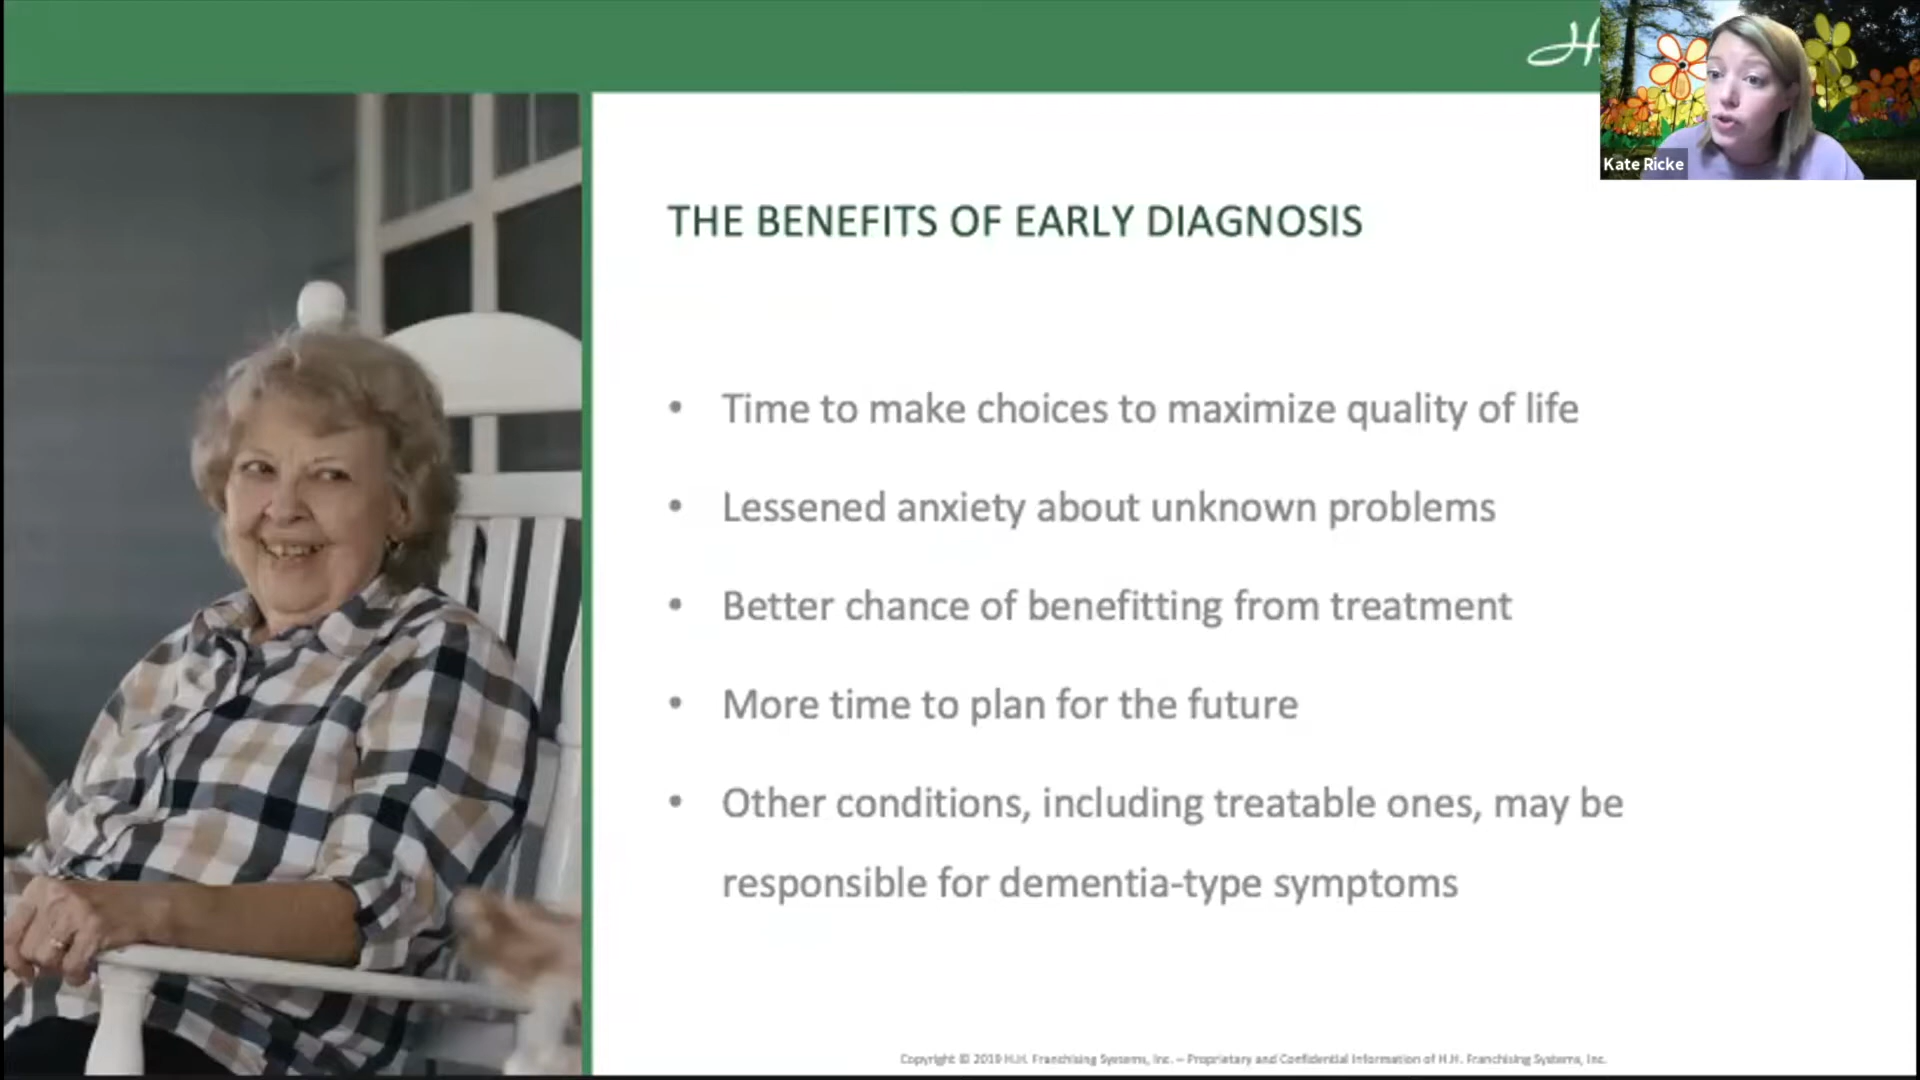 Kate Ricke
THE BENEFITS OF EARLY DIAGNOSIS
• Time to make choices to maximize quality of life
• Lessened anxiety about unknown problems
• Better chance of benefitting from treatment
• More time to plan for the future
• Other conditions, including treatable ones, may be
responsible for dementia-type symptoms
Copyright © 2019 H.H. Franchising Systems, Inc. – Proprietary and Confidential Information of H.H. Franchising Systems, Inc.